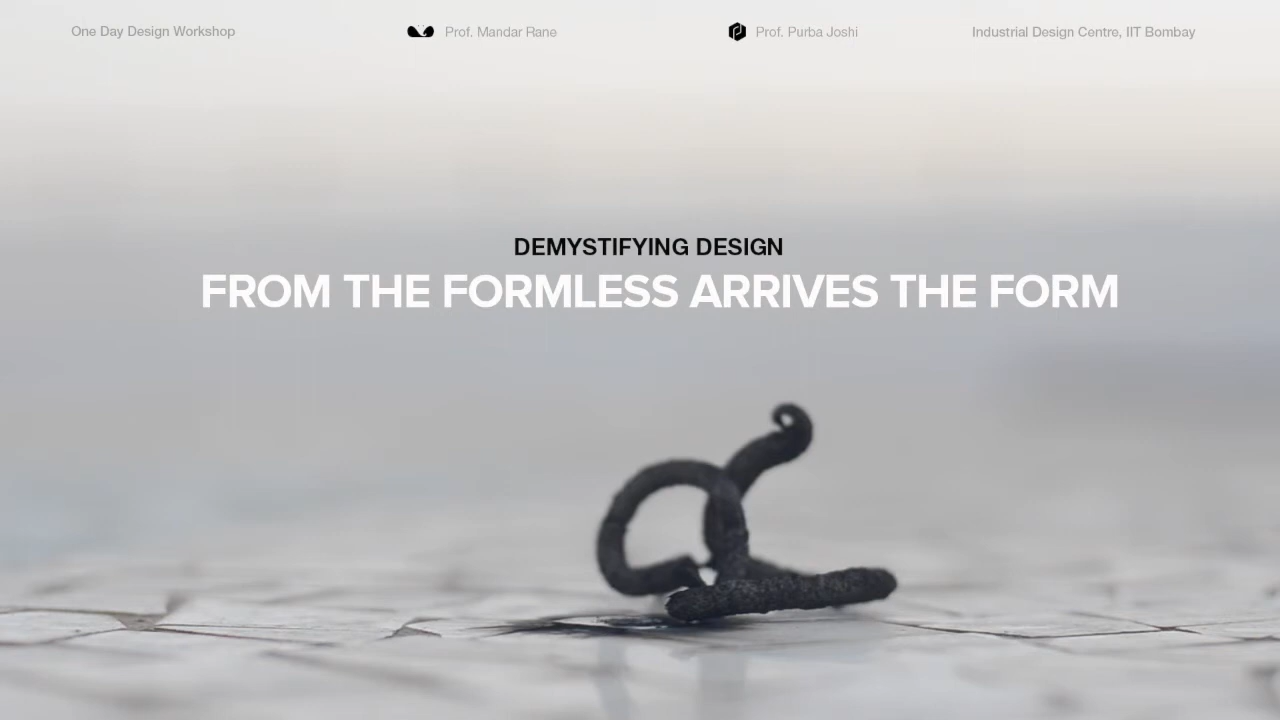 One Day Design Workshop
Prof. Mandar Rane
Prof. Purba Joshi
Industrial Design Centre, IIT Bombay
DEMYSTIFYING DESIGN
FROM THE FORMLESS ARRIVES THE FORM